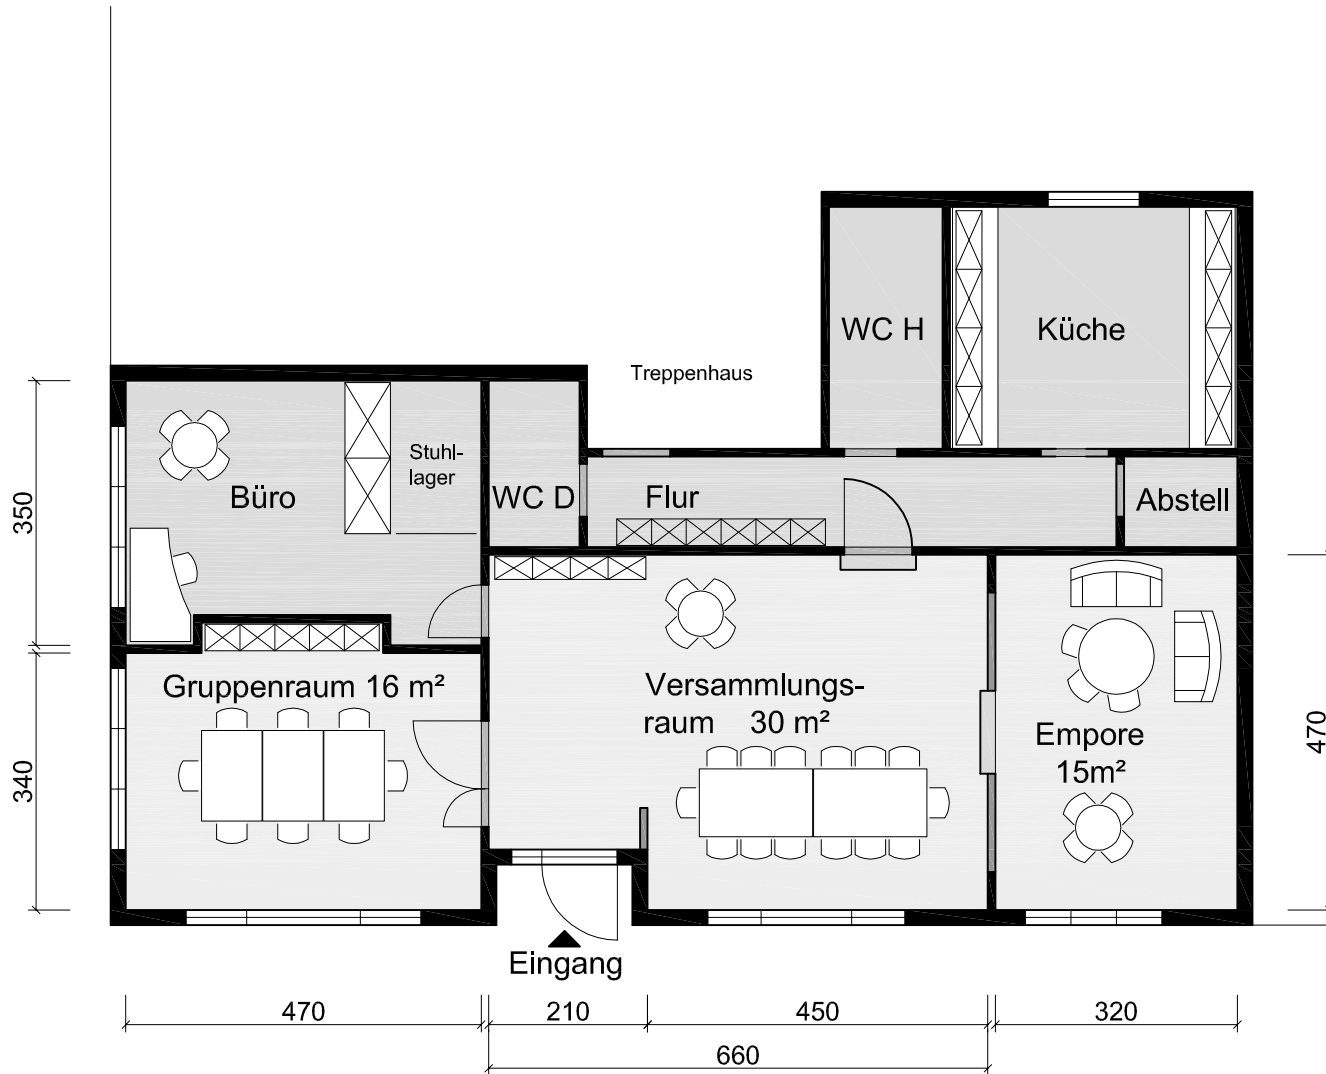 WC H
Küche
Treppenhaus
Stuhl-
lager
Büro
WC D
Flur
Abstell
350
Gruppenraum 16 m²
Versammlungs-
raum 30 m²
Empore
15m²
470
340
Eingang
470
210
450
320
660